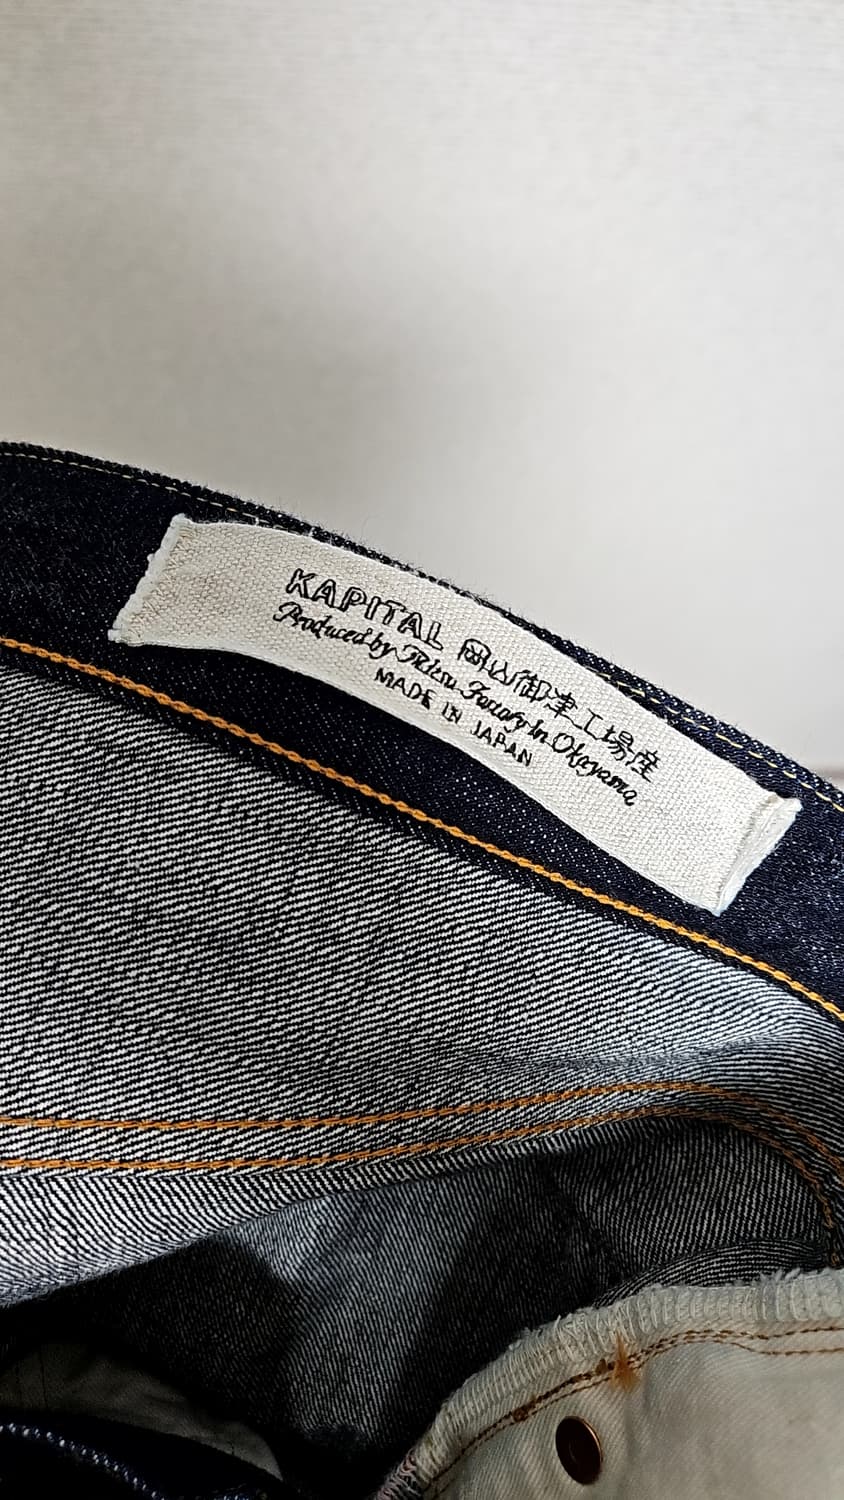 KAPITAL 岡山御津工場産
Produced by Mitsu Factory in Okayama
MADE IN JAPAN